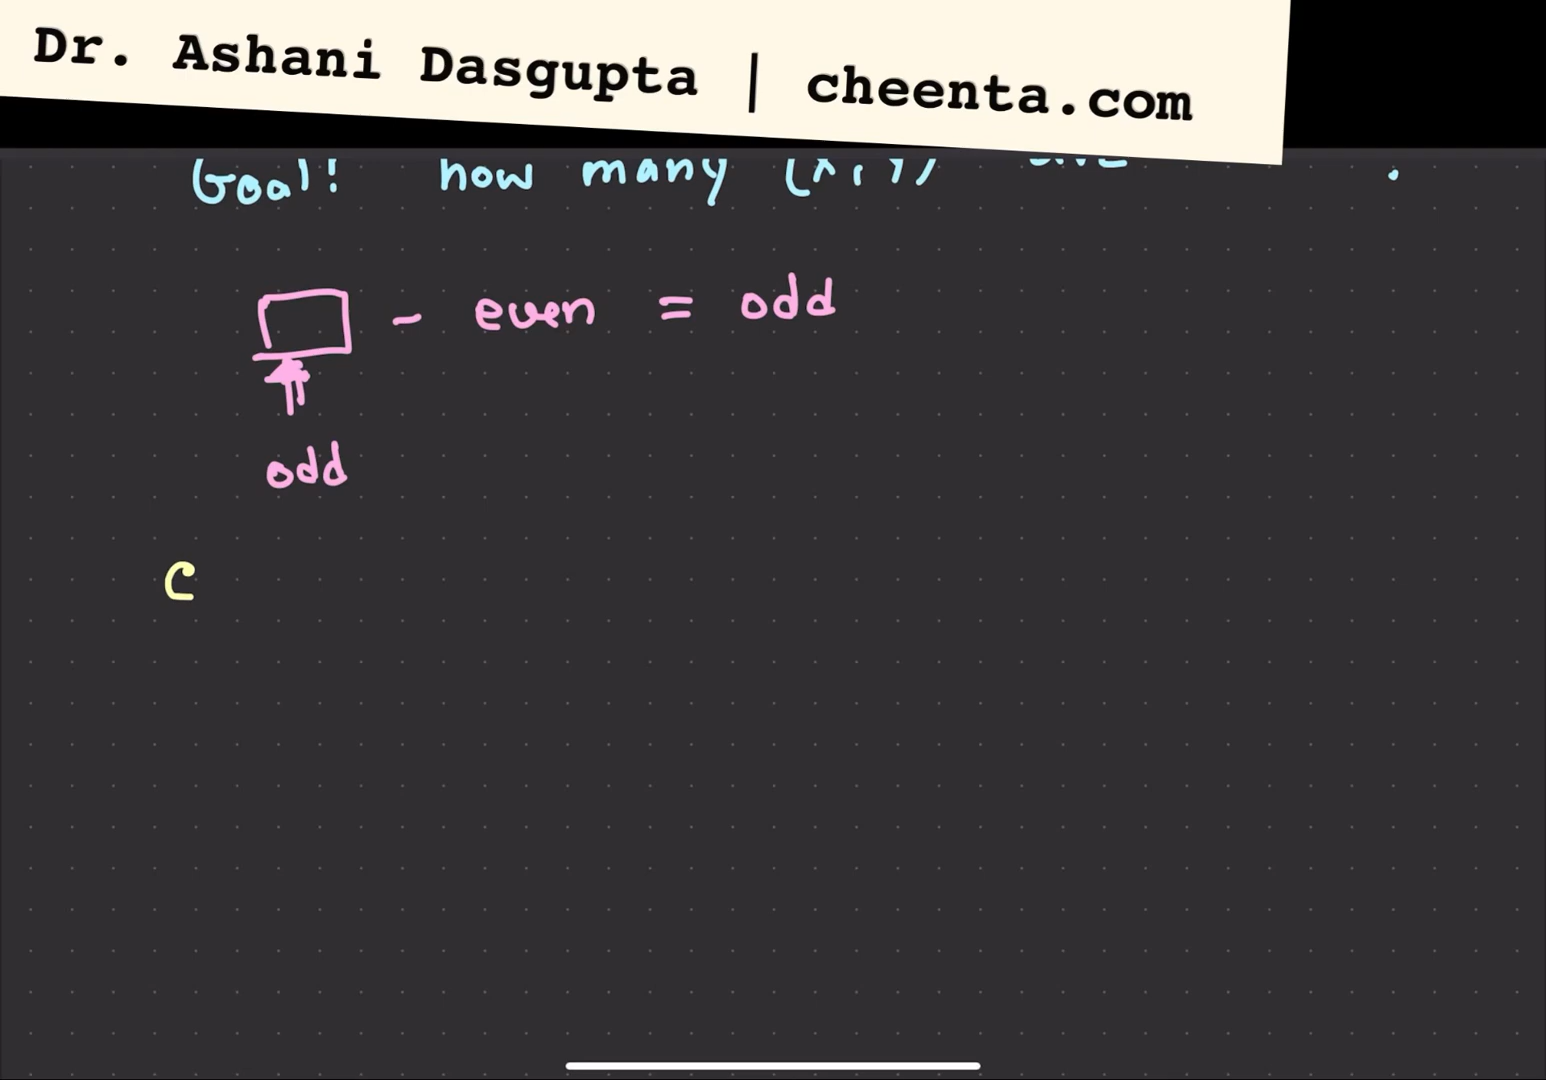 Dr. Ashani Dasgupta | cheenta.com
Goal! how many (x, y)
- even = odd
odd
C